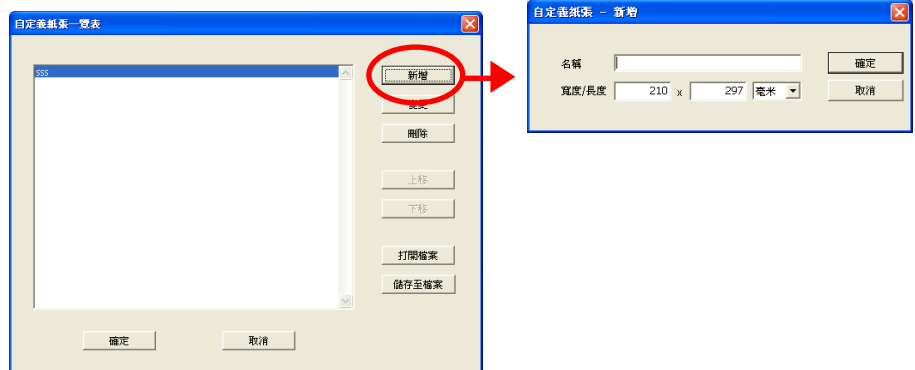 自定義紙張一覽表
sss
新增
變更
刪除
上移
下移
打開檔案
儲存至檔案
確定
取消
自定義紙張 - 新增
名稱
確定
寬度/長度
210
x
297
毫米
取消